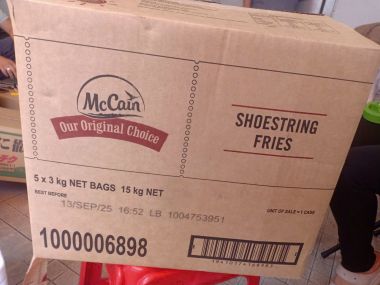 McCain
Our Original Choice
SHOESTRING
FRIES
5 x 3 kg NET BAGS 15 kg NET
BEST BEFORE
13/SEP/25 16:52 LB 1004753951
UNIT OF SALE = 1 CASE
1000006898